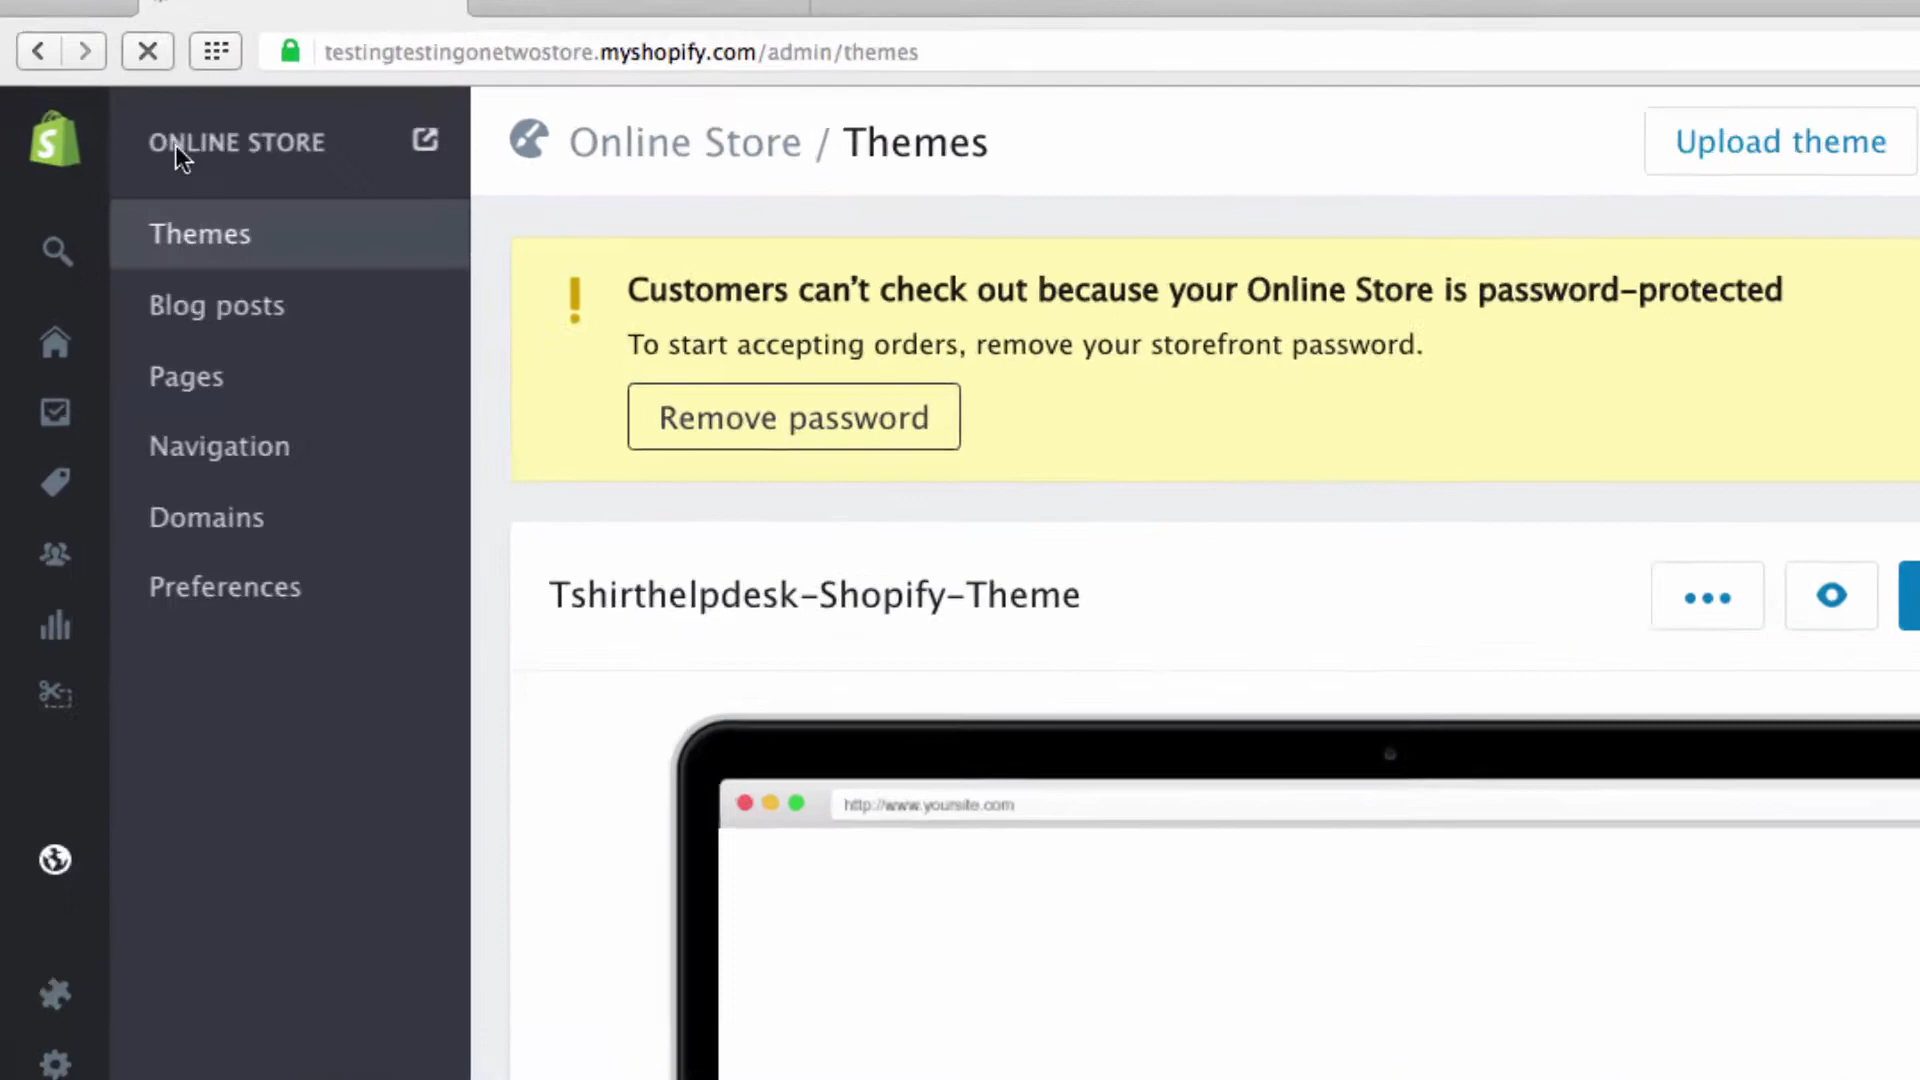 testingtestingonetwostore.myshopify.com/admin/themes
ONLINE STORE
Online Store / Themes
Upload theme
Themes
Blog posts
Pages
Navigation
Domains
Preferences
Customers can't check out because your Online Store is password-protected
To start accepting orders, remove your storefront password.
Remove password
Tshirthelpdesk-Shopify-Theme
http://www.yoursite.com